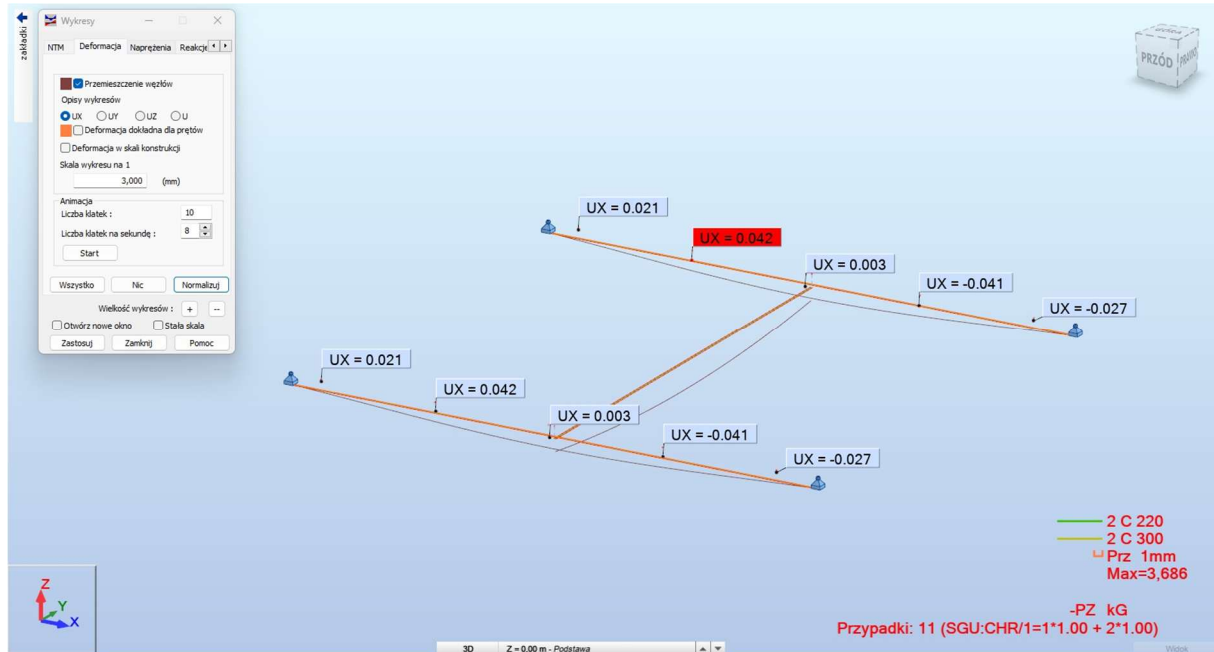 zakładki
Wykresy
NTM Deformacja Naprężenia Reakcje
Przemieszczenie węzłów
Opisy wykresów
UX UY UZ U
Deformacja dokładna dla prętów
Deformacja w skali konstrukcji
Skala wykresu na 1
3,000 (mm)
Animacja
Liczba klatek : 10
Liczba klatek na sekundę : 8
Start
Wszystko Nic Normalizuj
Wielkość wykresów : + --
Otwórz nowe okno Stała skala
Zastosuj Zamknij Pomoc
GÓRA
PRZÓD PRAWO
UX = 0.021
UX = 0.042
UX = 0.003
UX = -0.041
UX = -0.027
UX = 0.021
UX = 0.042
UX = 0.003
UX = -0.041
UX = -0.027
2 C 220
2 C 300
Prz 1mm
Max=3,686
-PZ kG
Przypadki: 11 (SGU:CHR/1=1*1.00 + 2*1.00)
Z
Y
X
3D Z = 0,00 m - Podstawa
Widok